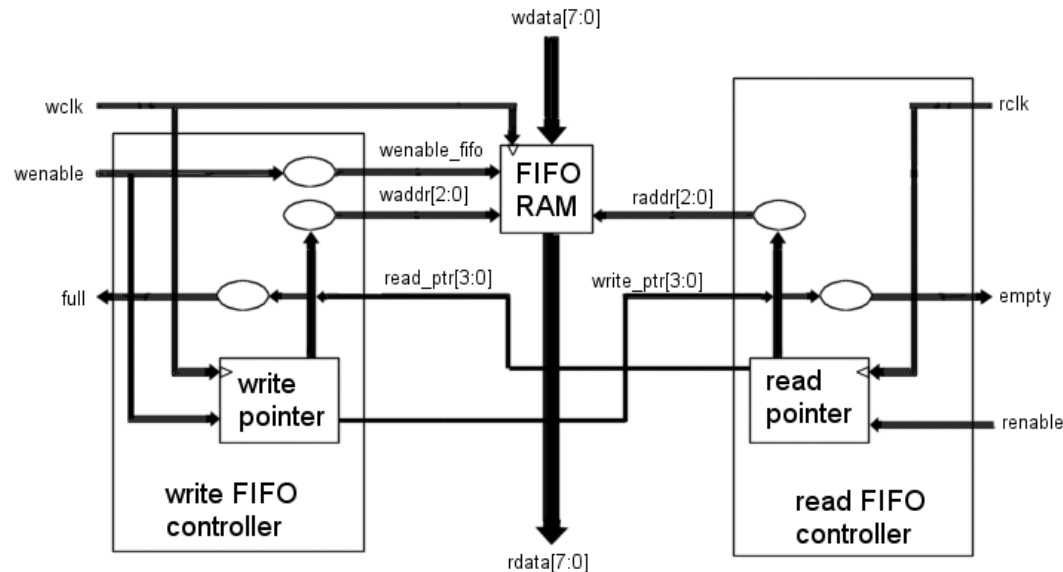 wdata[7:0]
wclk
rclk
wenable
wenable_fifo
FIFO
RAM
waddr[2:0]
raddr[2:0]
read_ptr[3:0]
write_ptr[3:0]
full
empty
write
pointer
read
pointer
renable
write FIFO
controller
read FIFO
controller
rdata[7:0]